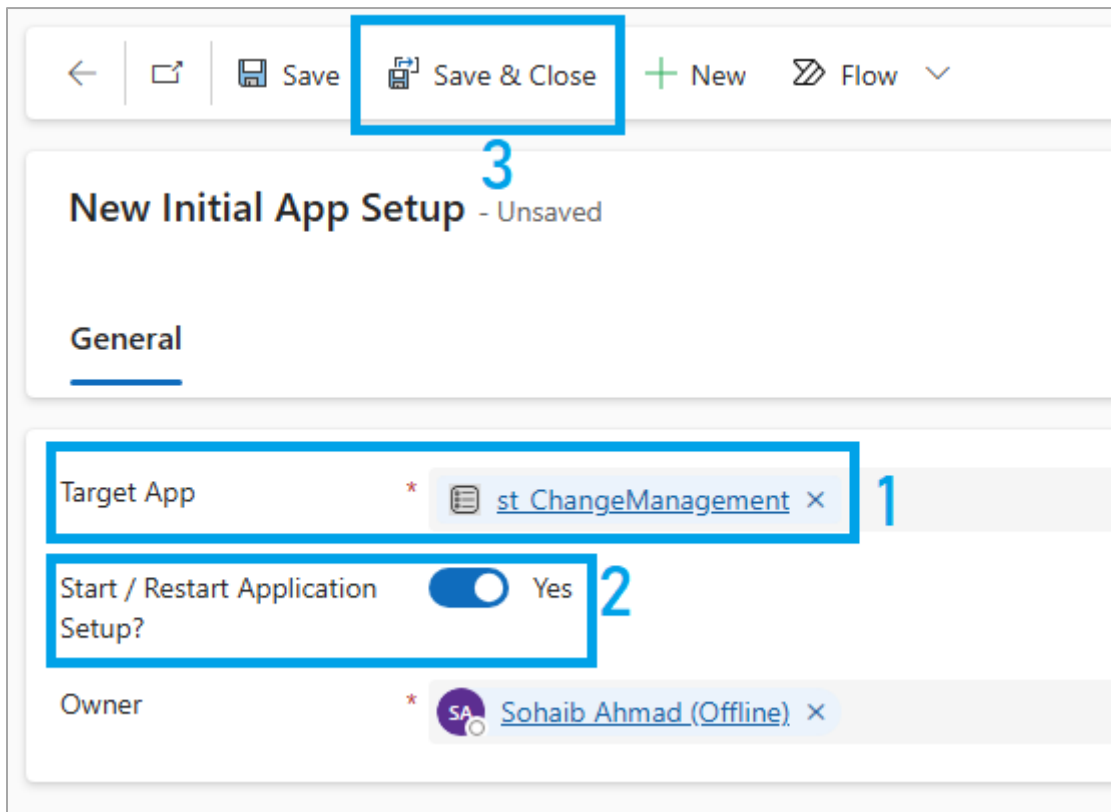 Save Save & Close New Flow
3
New Initial App Setup - Unsaved
General
Target App * st_ChangeManagement × 1
Start / Restart Application Yes 2
Setup?
Owner * SA Sohaib Ahmad (Offline) ×